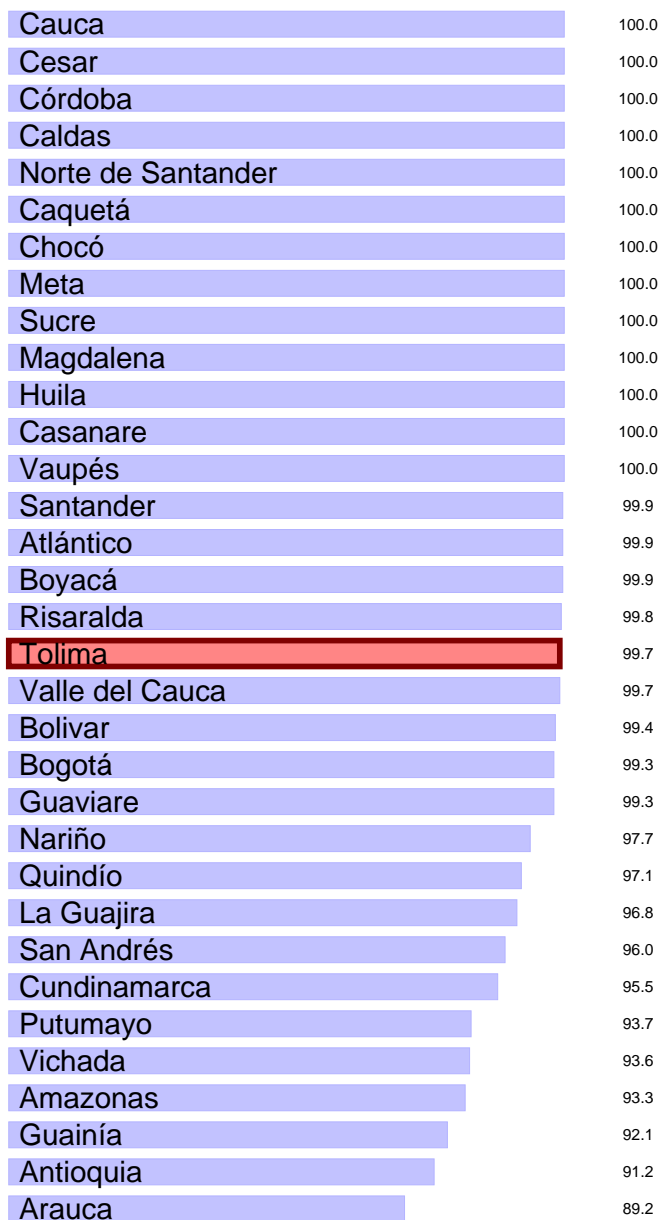 Cauca 100.0
Cesar 100.0
Córdoba 100.0
Caldas 100.0
Norte de Santander 100.0
Caquetá 100.0
Chocó 100.0
Meta 100.0
Sucre 100.0
Magdalena 100.0
Huila 100.0
Casanare 100.0
Vaupés 100.0
Santander 99.9
Atlántico 99.9
Boyacá 99.9
Risaralda 99.8
Tolima 99.7
Valle del Cauca 99.7
Bolivar 99.4
Bogotá 99.3
Guaviare 99.3
Nariño 97.7
Quindío 97.1
La Guajira 96.8
San Andrés 96.0
Cundinamarca 95.5
Putumayo 93.7
Vichada 93.6
Amazonas 93.3
Guainía 92.1
Antioquia 91.2
Arauca 89.2